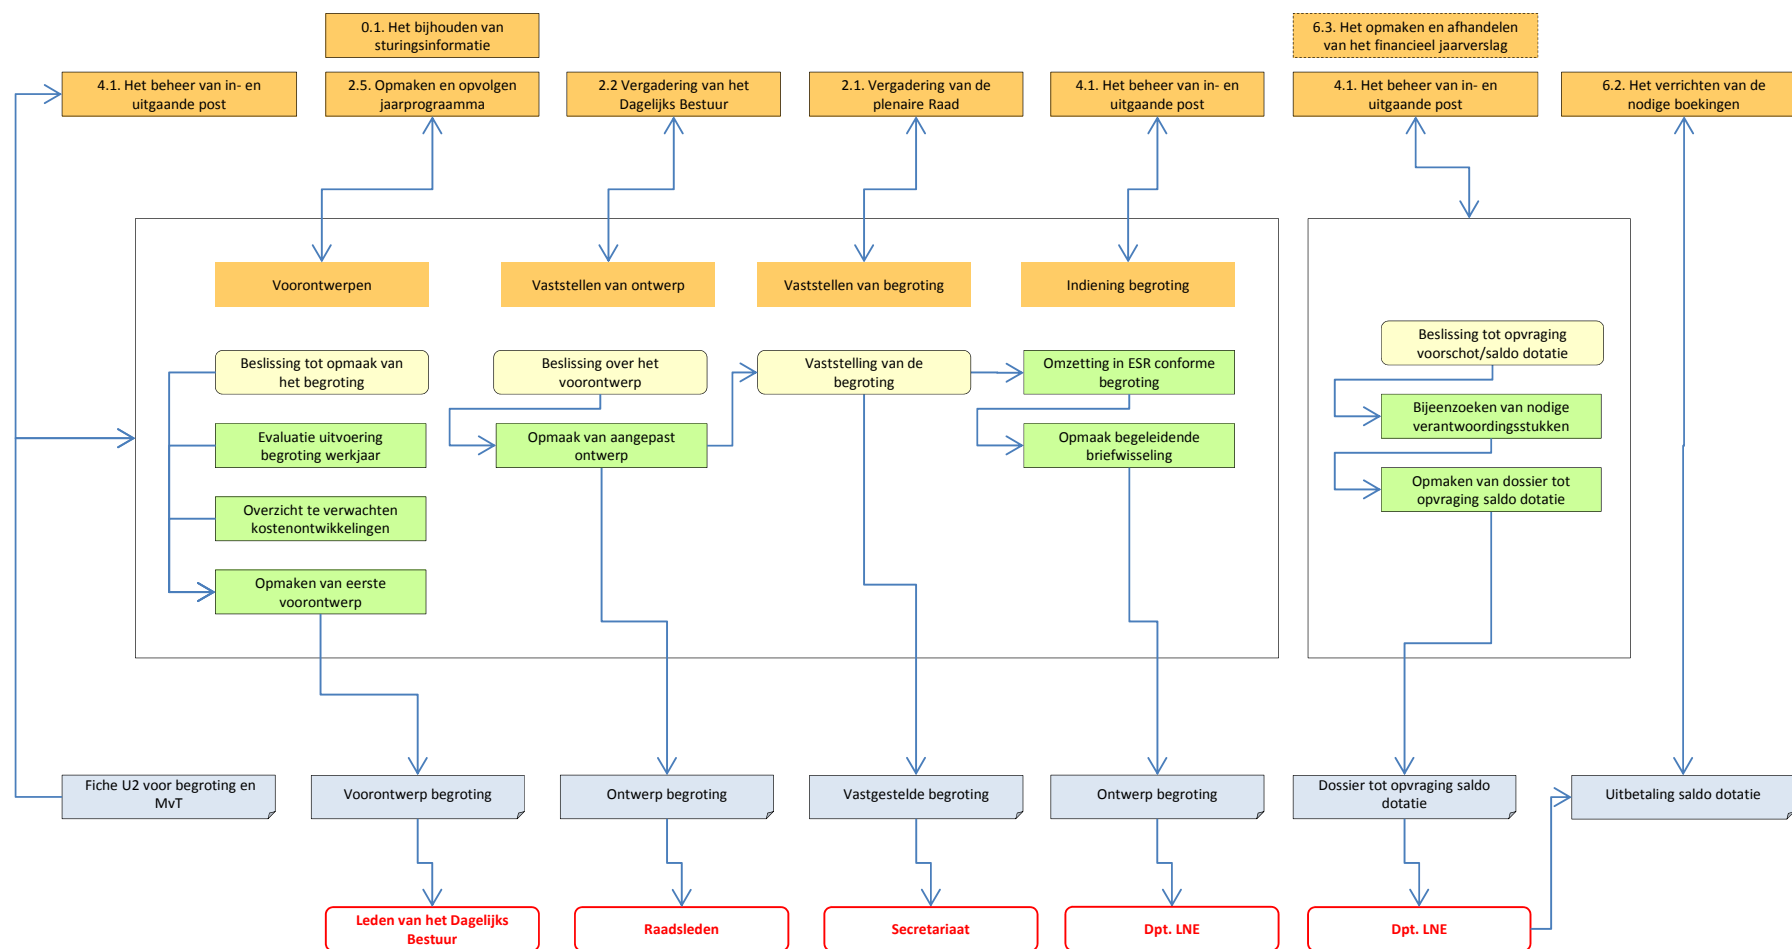 0.1. Het bijhouden van
sturingsinformatie
6.3. Het opmaken en afhandelen
van het financieel jaarverslag
4.1. Het beheer van in- en
uitgaande post
2.5. Opmaken en opvolgen
jaarprograamma
2.2 Vergadering van het
Dagelijks Bestuur
2.1. Vergadering van de
plenaire Raad
4.1. Het beheer van in- en
uitgaande post
4.1. Het beheer van in- en
uitgaande post
6.2. Het verrichten van de
nodige boekingen
Voorontwerpen
Vaststellen van ontwerp
Vaststellen van begroting
Indiening begroting
Beslissing tot opmaak van
het begroting
Beslissing over het
voorontwerp
Vaststelling van de
begroting
Omzetting in ESR conforme
begroting
Beslissing tot opvraging
voorschot/saldo dotatie
Evaluatie uitvoering
begroting werkjaar
Opmaak van aangepast
ontwerp
Opmaak begeleidende
briefwisseling
Bijeenzoeken van nodige
verantwoordingsstukken
Overzicht te verwachten
kostenontwikkelingen
Opmaken van dossier tot
opvraging saldo dotatie
Opmaken van eerste
voorontwerp
Fiche U2 voor begroting en
MvT
Voorontwerp begroting
Ontwerp begroting
Vastgestelde begroting
Ontwerp begroting
Dossier tot opvraging saldo
dotatie
Uitbetaling saldo dotatie
Leden van het Dagelijks
Bestuur
Raadsleden
Secretariaat
Dpt. LNE
Dpt. LNE